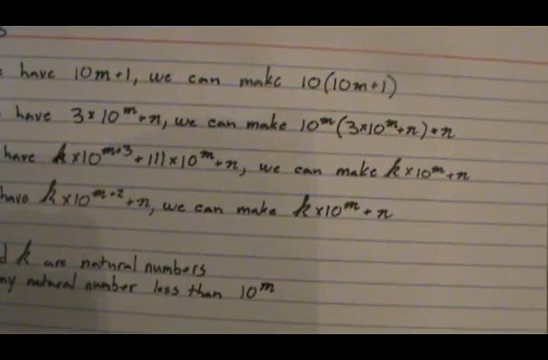 have 10m+1, we can make 10(10m+1)
have 3×10^m+n, we can make 10^m(3×10^m+n)+n
have k×10^m+3+111×10^m+n, we can make k×10^m+n
have k×10^m+2+n, we can make k×10^m+n
k are natural numbers
natural number less than 10^m